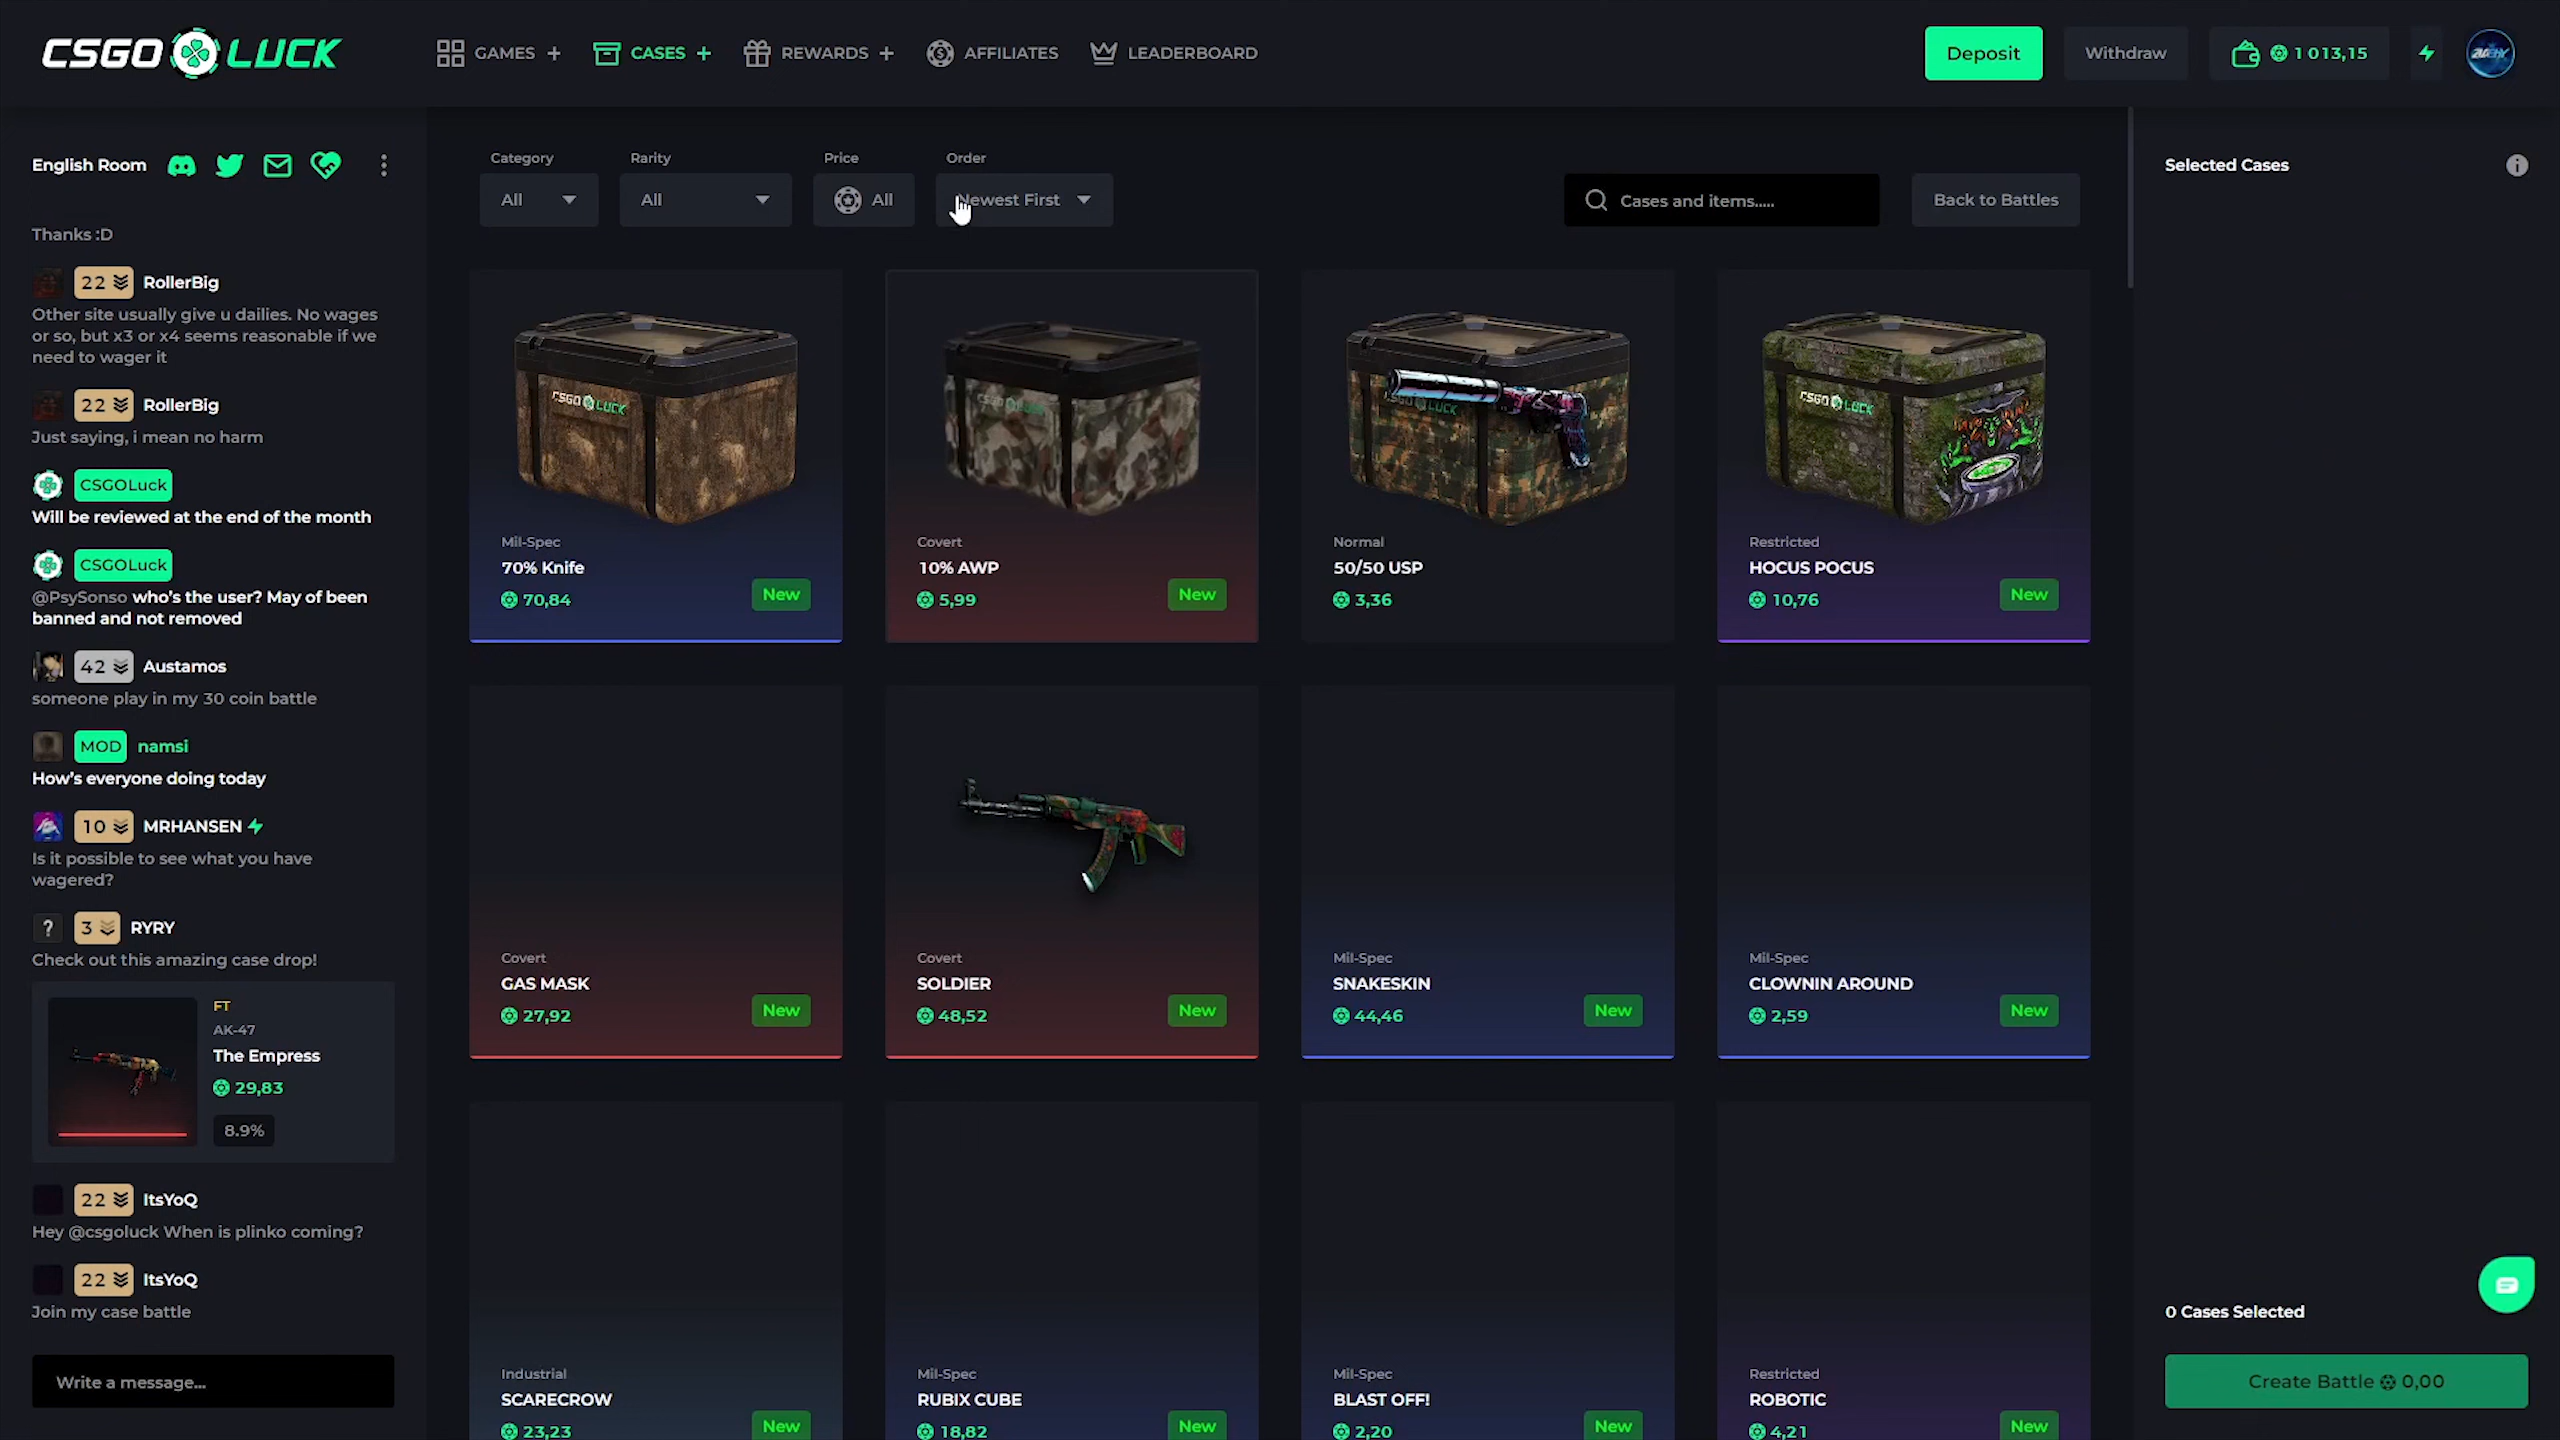 CSGO LUCK
GAMES
CASES
REWARDS
AFFILIATES
LEADERBOARD
Deposit
Withdraw
1 013,15
English Room
Thanks :D
22 RollerBig
Other site usually give u dailies. No wages
or so, but x3 or x4 seems reasonable if we
need to wager it
22 RollerBig
Just saying, i mean no harm
CSGOLuck
Will be reviewed at the end of the month
CSGOLuck
@PsySonso who's the user? May of been
banned and not removed
42 Austamos
someone play in my 30 coin battle
MOD namsi
How's everyone doing today
10 MRHANSEN
Is it possible to see what you have
wagered?
? 3 RYRY
Check out this amazing case drop!
FT
AK-47
The Empress
29,83
8.9%
22 ItsYoQ
Hey @csgoluck When is plinko coming?
22 ItsYoQ
Join my case battle
Write a message...
Category
Rarity
Price
Order
All
All
All
Newest First
Cases and items.....
Back to Battles
CSGO LUCK
Mil-Spec
70% Knife
70,84
New
CSGO LUCK
Covert
10% AWP
5,99
New
CSGO LUCK
Normal
50/50 USP
3,36
CSGO LUCK
Restricted
HOCUS POCUS
10,76
New
Covert
GAS MASK
27,92
New
Covert
SOLDIER
48,52
New
Mil-Spec
SNAKESKIN
44,46
New
Mil-Spec
CLOWNIN AROUND
2,59
New
Industrial
SCARECROW
23,23
New
Mil-Spec
RUBIX CUBE
18,82
New
Mil-Spec
BLAST OFF!
2,20
New
Restricted
ROBOTIC
4,21
New
Selected Cases
0 Cases Selected
Create Battle 0,00